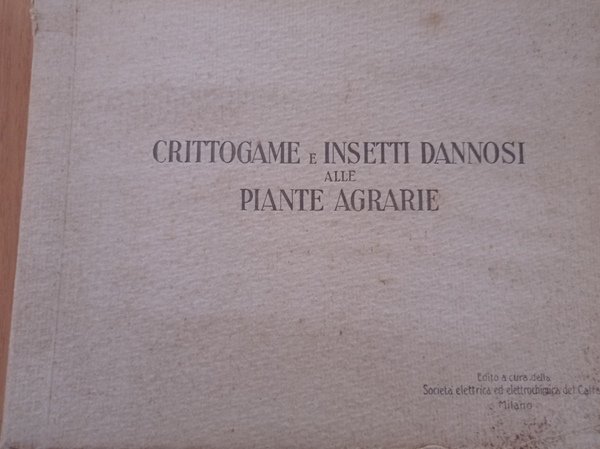 CRITTOGAME E INSETTI DANNOSI
ALLE
PIANTE AGRARIE
Edito a cura della
Società elettrica ed elettrochimica del
Milano